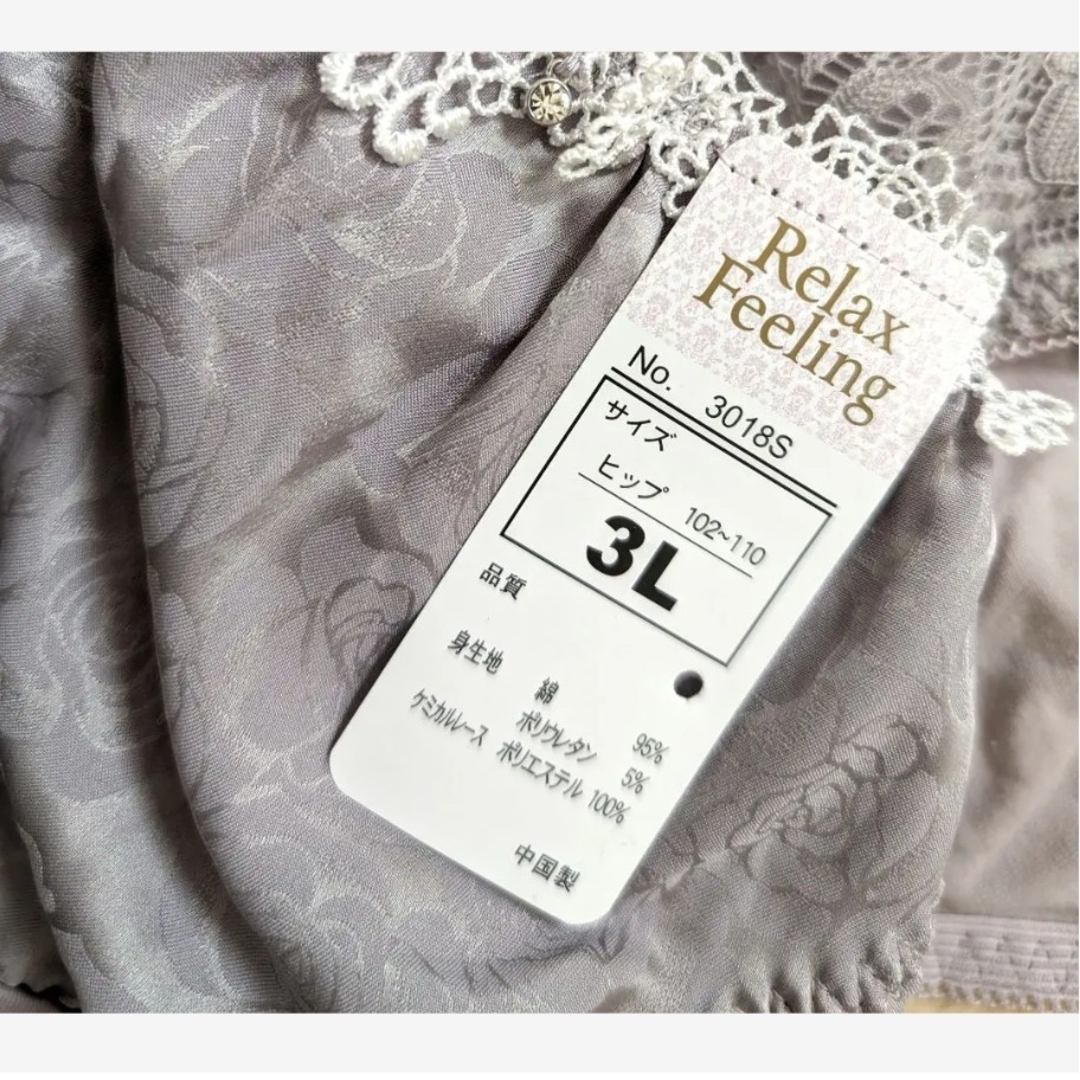 Relax
Feeling
No. 3018S
サイズ
ヒップ 102~110
3L
品質
身生地 綿 95%
ポリウレタン 5%
ケミカルレース ポリエステル 100%
中国製